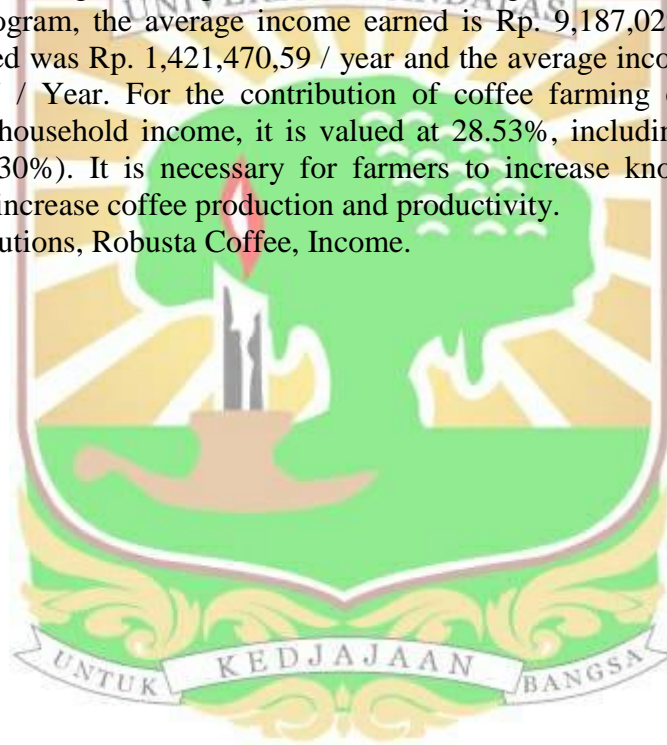 UNIVERSITAS ANDALAS
ogram, the average income earned is Rp. 9,187,02
ed was Rp. 1,421,470,59 / year and the average inco
/ Year. For the contribution of coffee farming
household income, it is valued at 28.53%, includin
30%). It is necessary for farmers to increase kno
increase coffee production and productivity.
utions, Robusta Coffee, Income.
UNTUK KEDJAJAAN BANGSA